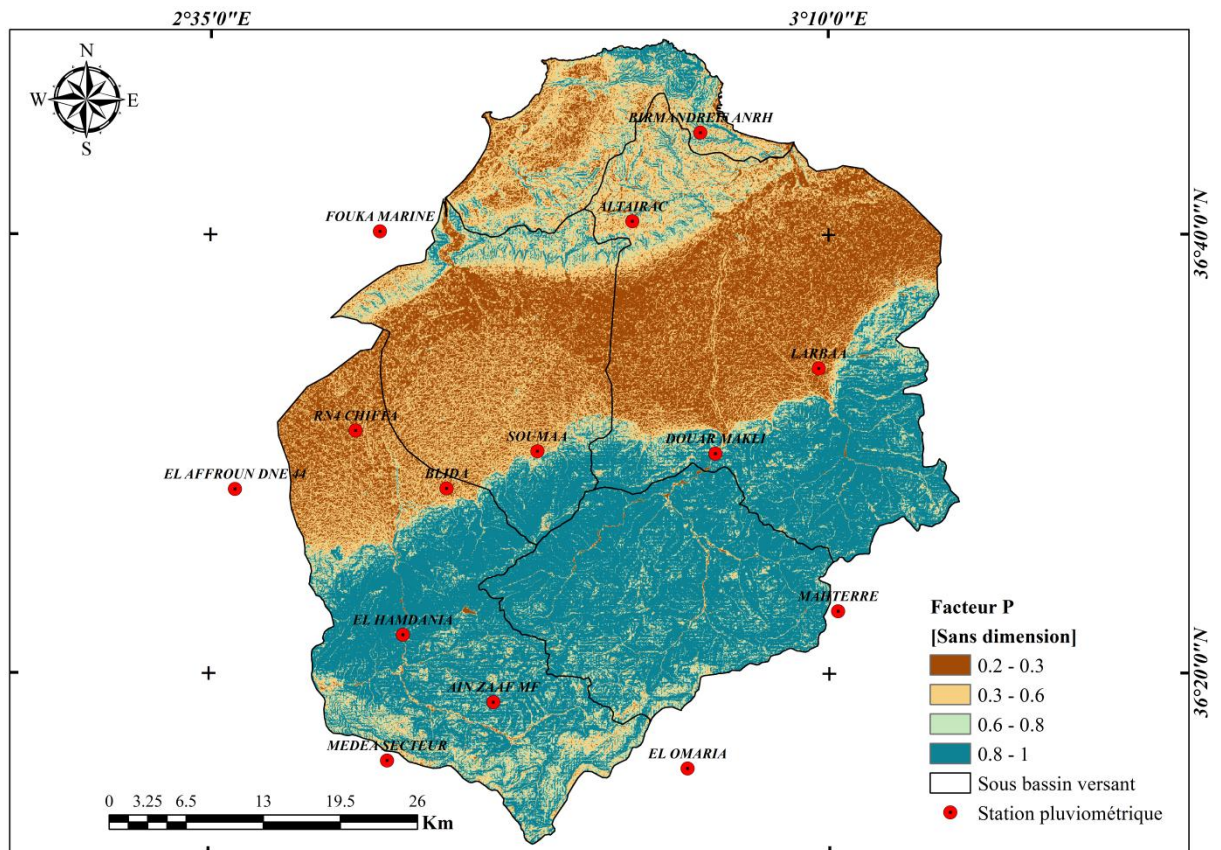 2°35'0"E
3°10'0"E
N
W
E
S
BIRMANDREIS ANRH
ALTAIRAC
FOUKA MARINE
36°40'0"N
LARBAA
RN4 CHIFFA
SOUMAA
DOUAR MAKLI
EL AFFROUN DNE 44
BLIDA
MAHTERRE
EL HAMDANIA
AIN ZAAF MF
MEDEA SECTEUR
EL OMARIA
36°20'0"N
Facteur P
[Sans dimension]
0.2 - 0.3
0.3 - 0.6
0.6 - 0.8
0.8 - 1
Sous bassin versant
Station pluviométrique
0 3.25 6.5 13 19.5 26
Km